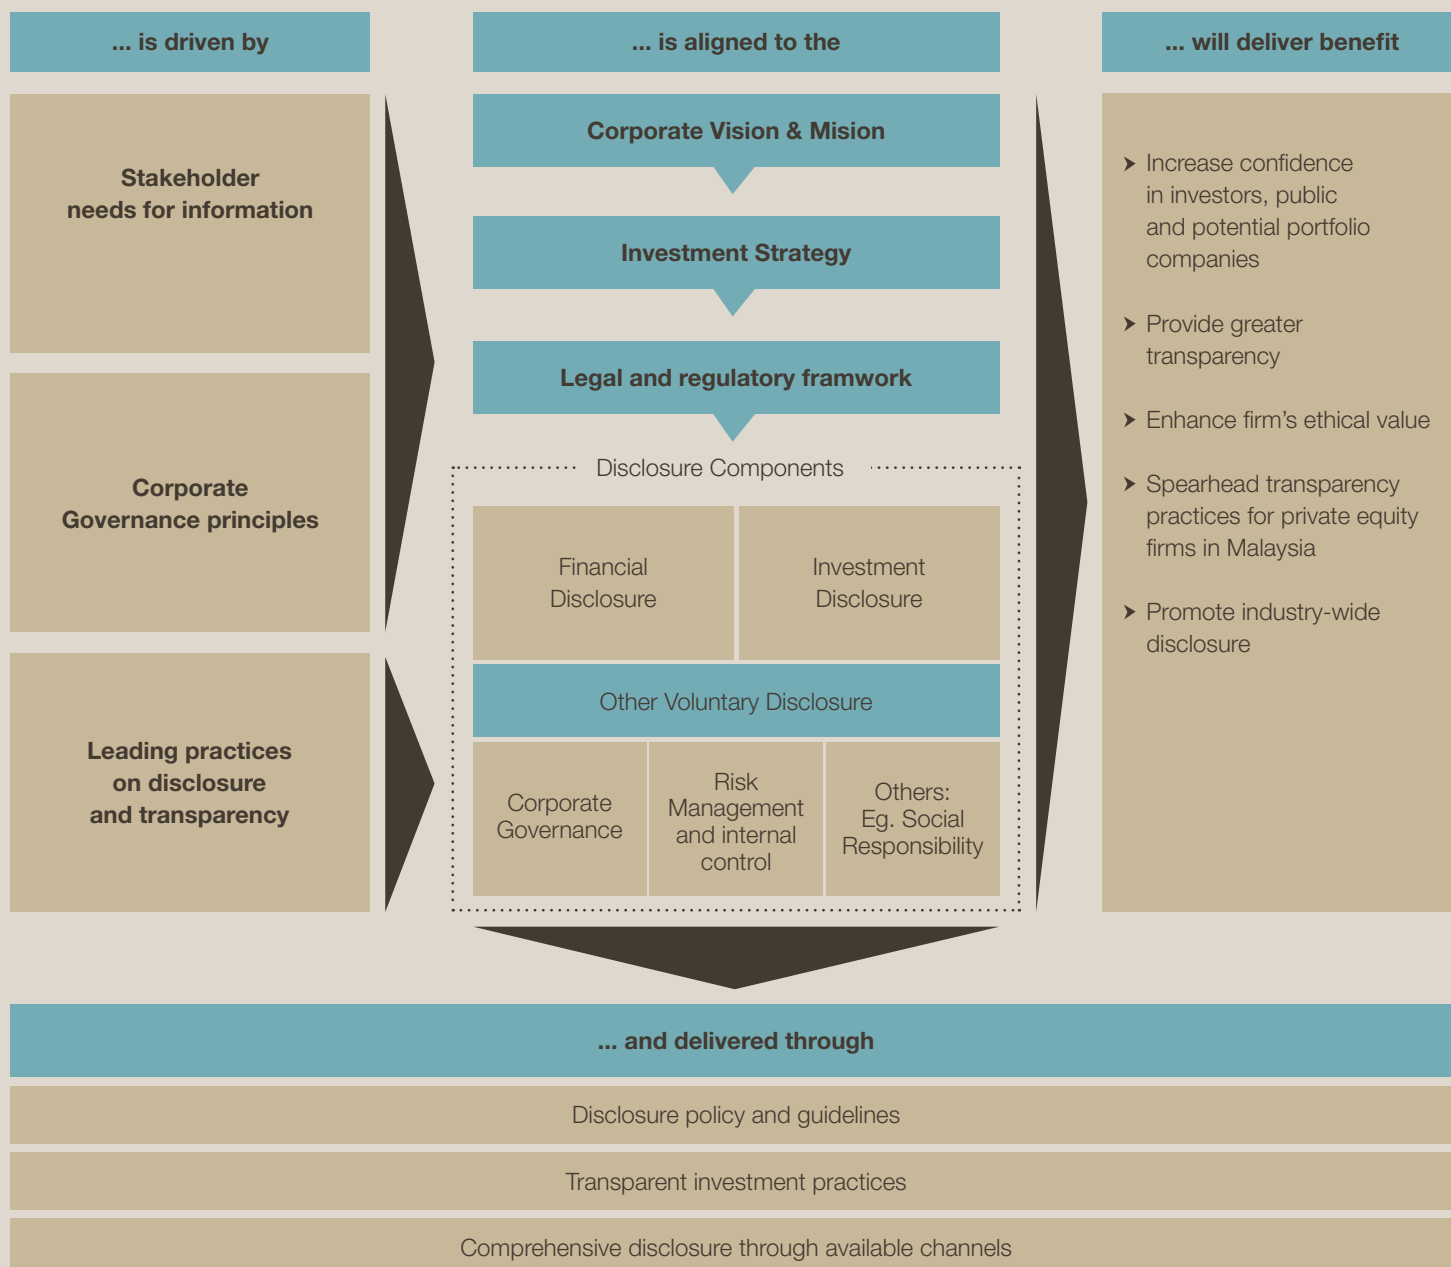 ... is driven by
Stakeholder
needs for information
Corporate
Governance principles
Leading practices
on disclosure
and transparency
... is aligned to the
Corporate Vision & Mision
Investment Strategy
Legal and regulatory framwork
Disclosure Components
Financial
Disclosure
Investment
Disclosure
Other Voluntary Disclosure
Corporate
Governance
Risk
Management
and internal
control
Others:
Eg. Social
Responsibility
... will deliver benefit
Increase confidence
in investors, public
and potential portfolio
companies
Provide greater
transparency
Enhance firm’s ethical value
Spearhead transparency
practices for private equity
firms in Malaysia
Promote industry-wide
disclosure
... and delivered through
Disclosure policy and guidelines
Transparent investment practices
Comprehensive disclosure through available channels